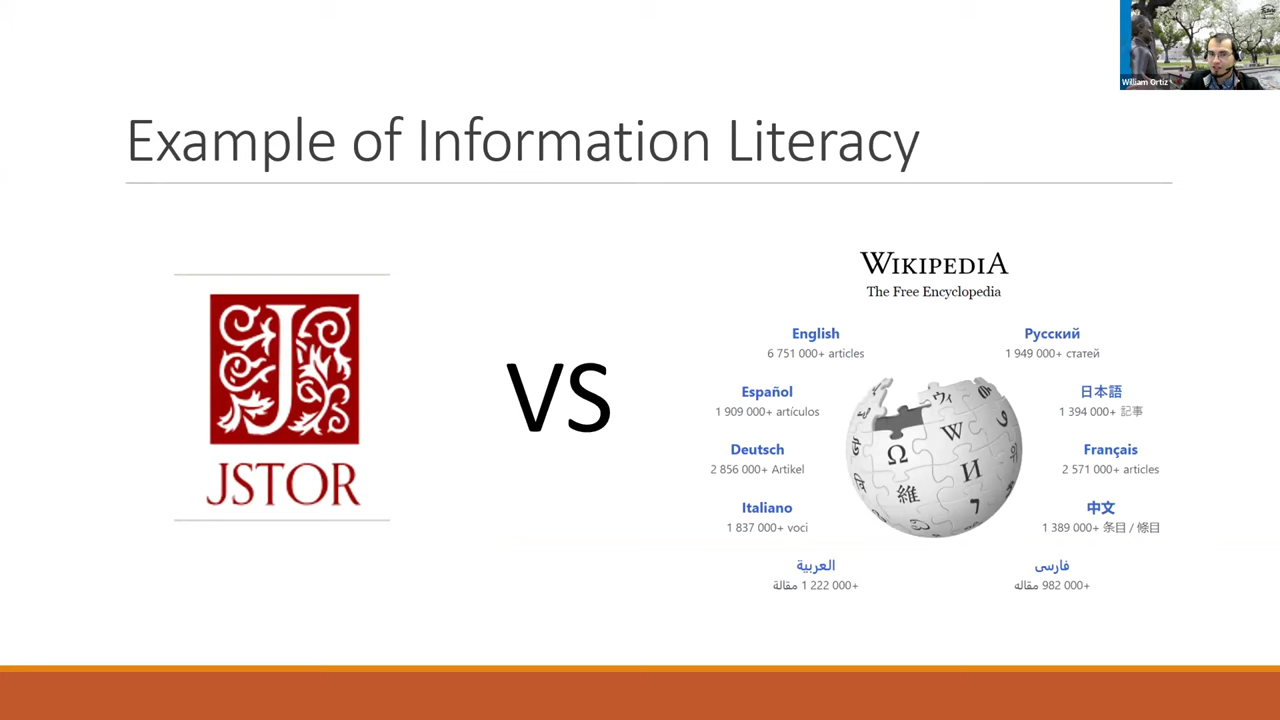 William Ortiz
Example of Information Literacy
JSTOR
VS
WIKIPEDIA
The Free Encyclopedia
English
6 751 000+ articles
Русский
1 949 000+ статей
Español
1 909 000+ artículos
日本語
1 394 000+ 記事
Deutsch
2 856 000+ Artikel
Français
2 571 000+ articles
Italiano
1 837 000+ voci
中文
1 389 000+ 条目 / 條目
العربية
1 222 000+ مقالة
فارسی
982 000+ مقاله
ウィ
W
Ω
И
維